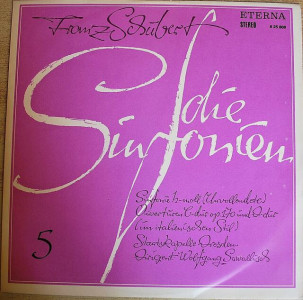 Franz Schubert
ETERNA
STEREO
die
Sinfonien
5
Sinfonie h-moll (Unvollendete)
Ouvertüren C-dur op. 170 und D-dur
(im italienischen Stil)
Staatskapelle Dresden
Dirigent: Wolfgang Sawallisch